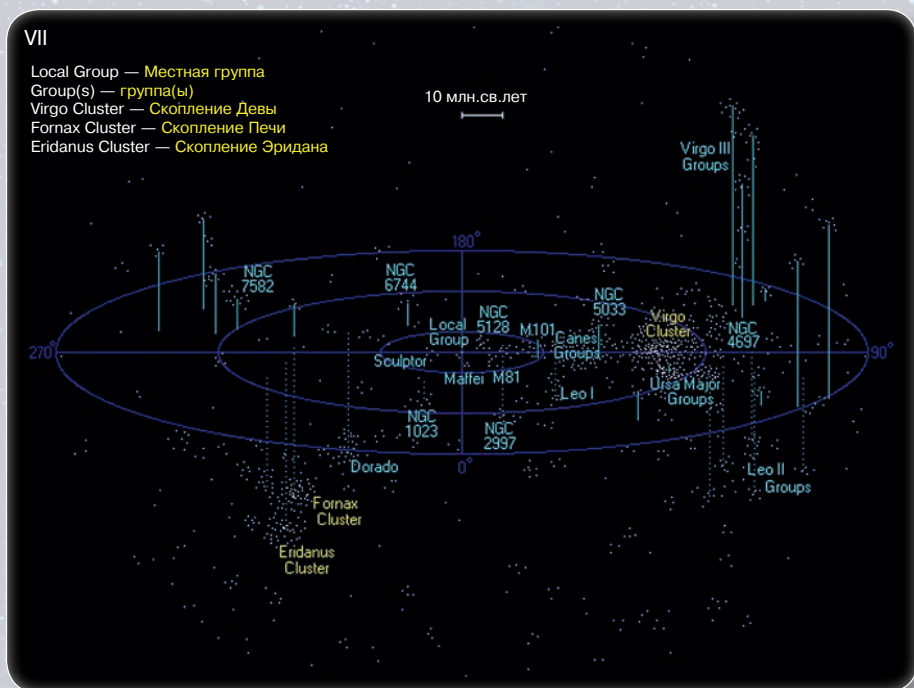 VII
Local Group — Местная группа
Group(s) — группа(ы)
Virgo Cluster — Скопление Девы
Fornax Cluster — Скопление Печи
Eridanus Cluster — Скопление Эридана
10 млн.св.лет
Virgo III
Groups
180°
NGC
7582
NGC
6744
NGC
5128
NGC
5033
Local
Group
M101
Canes
Groups
Virgo
Cluster
NGC
4697
270°
90°
Sculptor
Maffei
M81
Leo I
Ursa Major
Groups
NGC
1023
NGC
2997
0°
Dorado
Leo II
Groups
Fornax
Cluster
Eridanus
Cluster